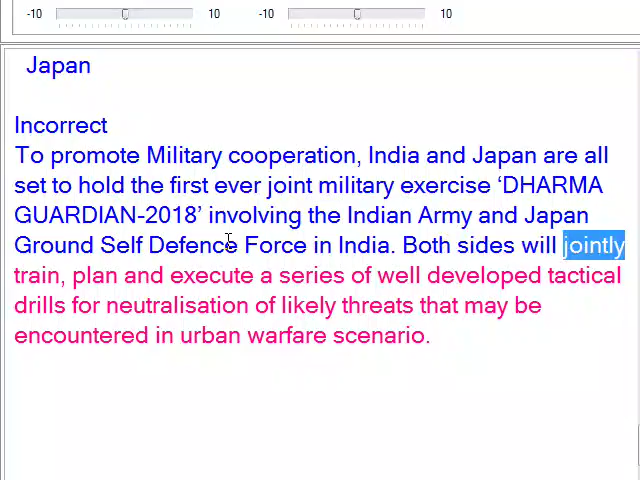 -10 10 -10 10
Japan
Incorrect
To promote Military cooperation, India and Japan are all
set to hold the first ever joint military exercise ‘DHARMA
GUARDIAN-2018’ involving the Indian Army and Japan
Ground Self Defence Force in India. Both sides will jointly
train, plan and execute a series of well developed tactical
drills for neutralisation of likely threats that may be
encountered in urban warfare scenario.